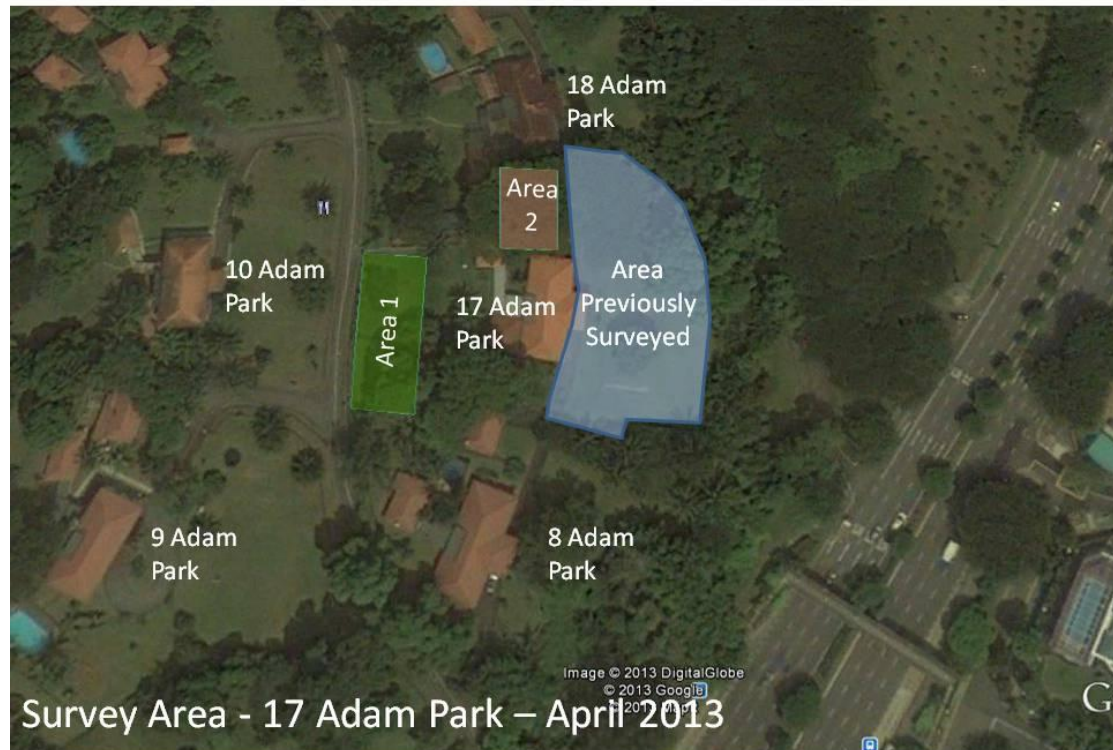 18 Adam
Park
Area
2
10 Adam
Park
Area 1
17 Adam
Park
Area
Previously
Surveyed
9 Adam
Park
8 Adam
Park
Image © 2013 DigitalGlobe
© 2013 Google
Survey Area - 17 Adam Park – April 2013
G